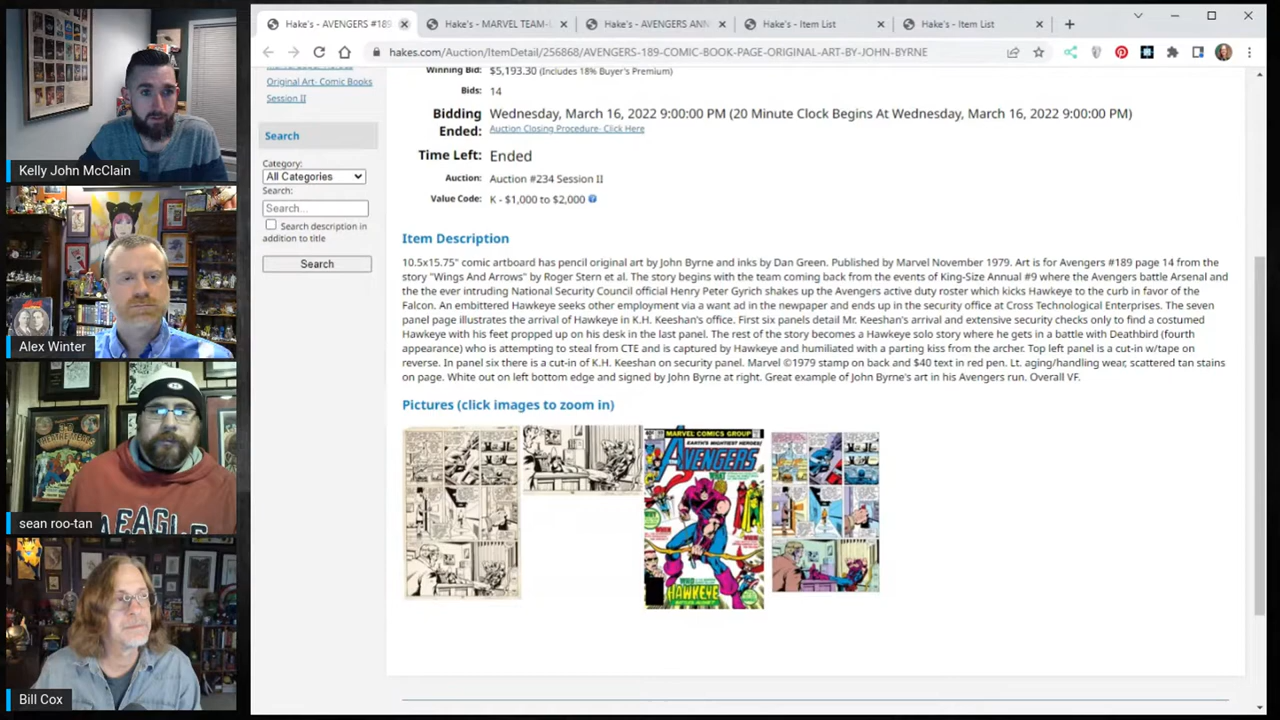 Hake's - AVENGERS #189
Hake's - MARVEL TEAM-
Hake's - AVENGERS ANN
Hake's - Item List
Hake's - Item List
hakes.com/Auction/ItemDetail/256868/AVENGERS-189-COMIC-BOOK-PAGE-ORIGINAL-ART-BY-JOHN-BYRNE
Original Art- Comic Books
Session II
Search
Category:
All Categories
Search:
Search...
Search description in
addition to title
Search
Winning Bid: $5,193.30 (Includes 18% Buyer's Premium)
Bids: 14
Bidding Ended: Wednesday, March 16, 2022 9:00:00 PM (20 Minute Clock Begins At Wednesday, March 16, 2022 9:00:00 PM)
Auction Closing Procedure- Click Here
Time Left: Ended
Auction: Auction #234 Session II
Value Code: K - $1,000 to $2,000
Item Description
10.5x15.75" comic artboard has pencil original art by John Byrne and inks by Dan Green. Published by Marvel November 1979. Art is for Avengers #189 page 14 from the
story "Wings And Arrows" by Roger Stern et al. The story begins with the team coming back from the events of King-Size Annual #9 where the Avengers battle Arsenal and
the the ever intruding National Security Council official Henry Peter Gyrich shakes up the Avengers active duty roster which kicks Hawkeye to the curb in favor of the
Falcon. An embittered Hawkeye seeks other employment via a want ad in the newpaper and ends up in the security office at Cross Technological Enterprises. The seven
panel page illustrates the arrival of Hawkeye in K.H. Keeshan's office. First six panels detail Mr. Keeshan's arrival and extensive security checks only to find a costumed
Hawkeye with his feet propped up on his desk in the last panel. The rest of the story becomes a Hawkeye solo story where he gets in a battle with Deathbird (fourth
appearance) who is attempting to steal from CTE and is captured by Hawkeye and humiliated with a parting kiss from the archer. Top left panel is a cut-in w/tape on
reverse. In panel six there is a cut-in of K.H. Keeshan on security panel. Marvel ©1979 stamp on back and $40 text in red pen. Lt. aging/handling wear, scattered tan stains
on page. White out on left bottom edge and signed by John Byrne at right. Great example of John Byrne's art in his Avengers run. Overall VF.
Pictures (click images to zoom in)
MARVEL COMICS GROUP
EARTH'S MIGHTIEST HEROES!
AVENGERS
HAWKEYE
Kelly John McClain
Alex Winter
sean roo-tan
Bill Cox